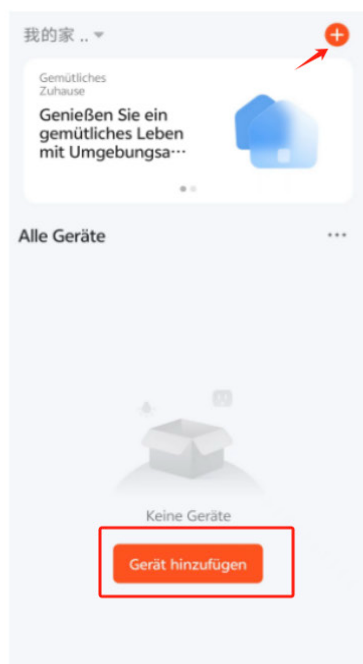 我的家 .. ▾
Gemütliches
Zuhause
Genießen Sie ein
gemütliches Leben
mit Umgebungsa···
Alle Geräte
Keine Geräte
Gerät hinzufügen